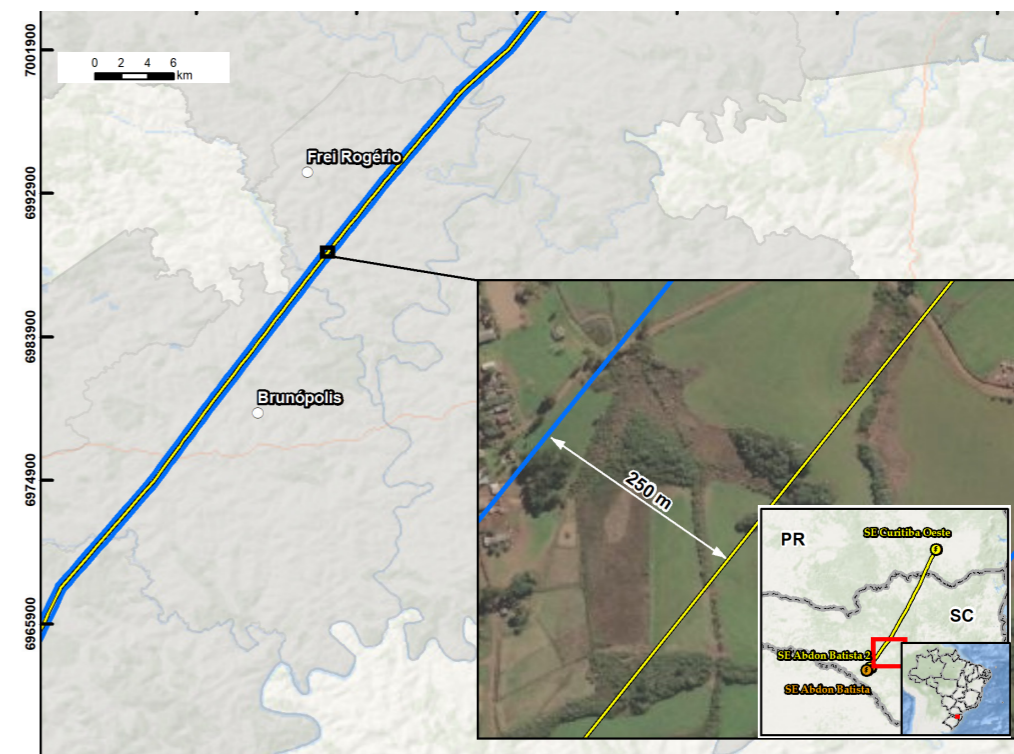 7001900
0 2 4 6
km
Frei Rogério
6992900
6983900
Brunópolis
6974900
250 m
SE Curitiba Oeste
PR
SC
6965900
SE Abdon Batista 2
SE Abdon Batista